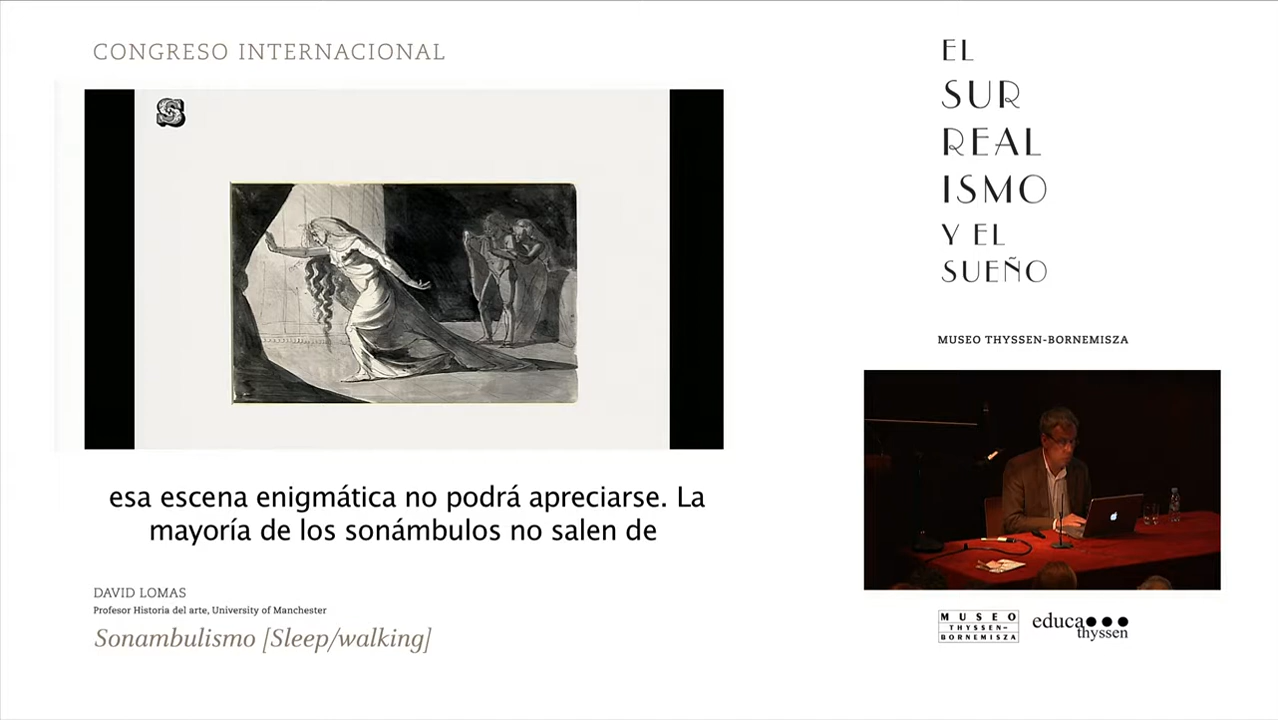 CONGRESO INTERNACIONAL
S
esa escena enigmática no podrá apreciarse. La
mayoría de los sonámbulos no salen de
DAVID LOMAS
Profesor Historia del arte, University of Manchester
Sonambulismo [Sleep/walking]
EL
SUR
REAL
ISMO
Y EL
SUEÑO
MUSEO THYSSEN-BORNEMISZA
MUSEO
THYSSEN-
BORNEMISZA
educa
thyssen